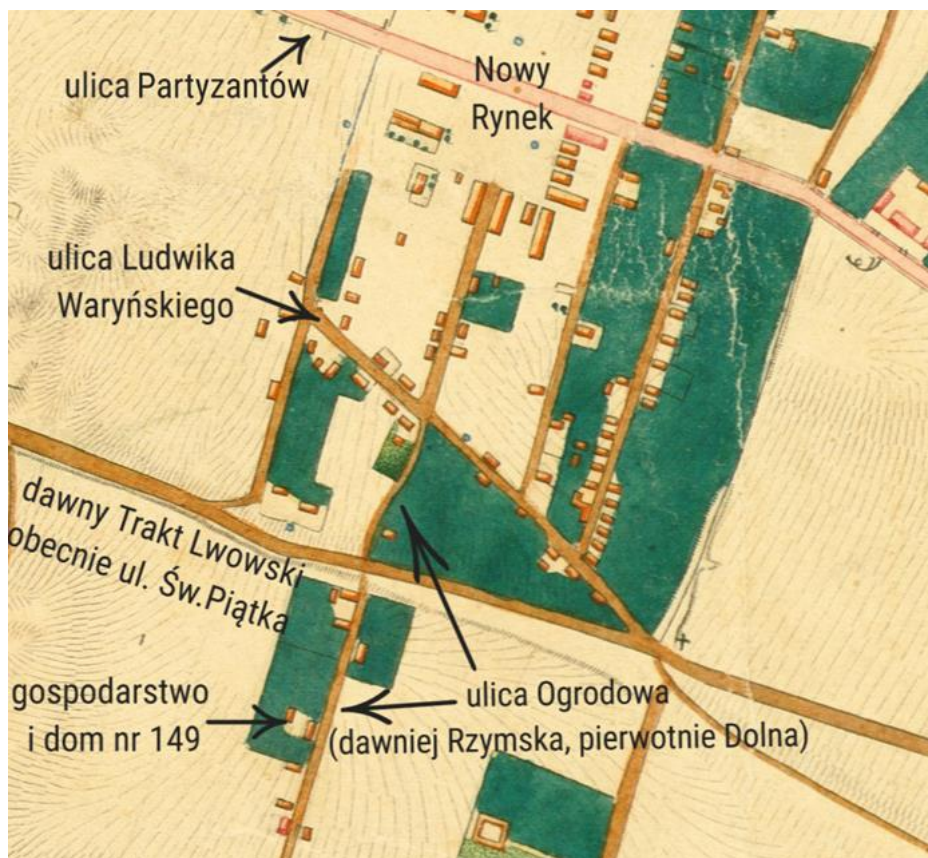 ulica Partyzantów
Nowy
Rynek
ulica Ludwika
Waryńskiego
dawny Trakt Lwowski
obecnie ul. Św.Piątka
gospodarstwo
i dom nr 149
ulica Ogrodowa
(dawniej Rzymska, pierwotnie Dolna)